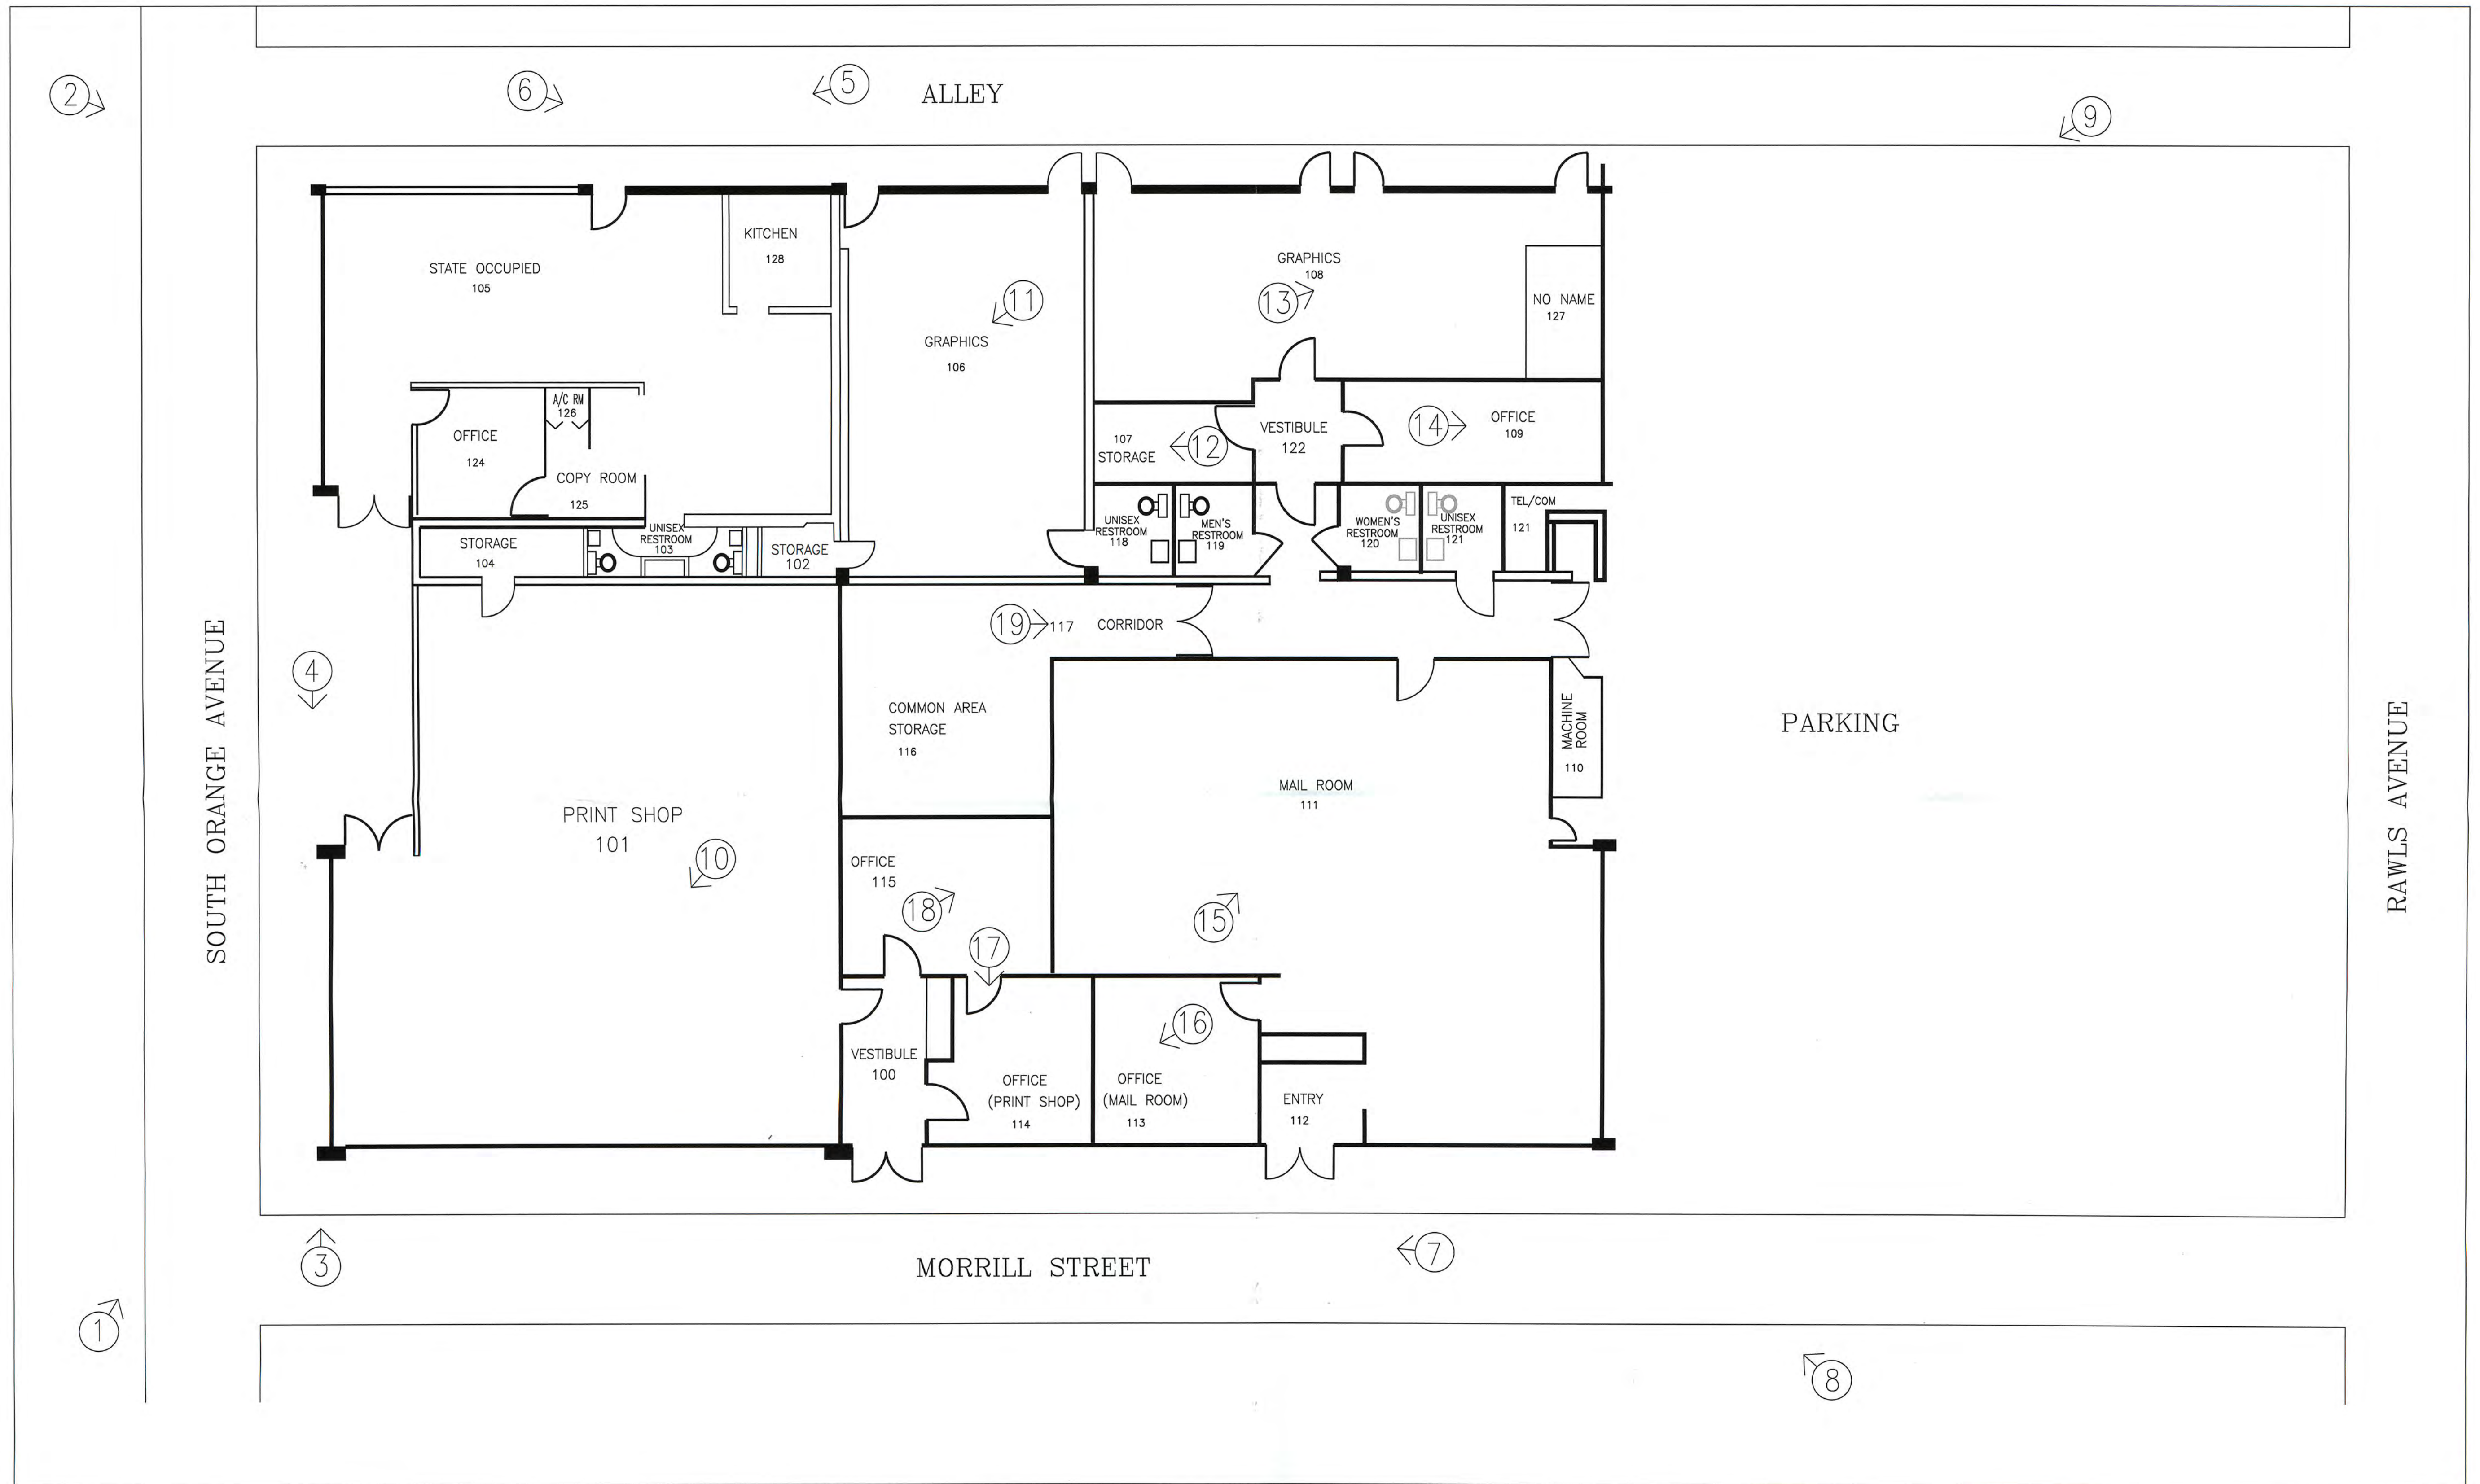 2
6
5
ALLEY
9
KITCHEN
128
STATE OCCUPIED
105
GRAPHICS
106
11
GRAPHICS
108
13
NO NAME
127
A/C RM
126
OFFICE
124
COPY ROOM
125
107
STORAGE
12
VESTIBULE
122
14
OFFICE
109
STORAGE
104
UNISEX
RESTROOM
103
STORAGE
102
UNISEX
RESTROOM
118
MEN'S
RESTROOM
119
WOMEN'S
RESTROOM
120
UNISEX
RESTROOM
121
TEL/COM
121
SOUTH ORANGE AVENUE
4
19
117 CORRIDOR
COMMON AREA
STORAGE
116
MACHINE
ROOM
110
PARKING
RAWLS AVENUE
MAIL ROOM
111
PRINT SHOP
101
10
OFFICE
115
18
17
15
16
VESTIBULE
100
OFFICE
(PRINT SHOP)
114
OFFICE
(MAIL ROOM)
113
ENTRY
112
3
MORRILL STREET
7
1
8